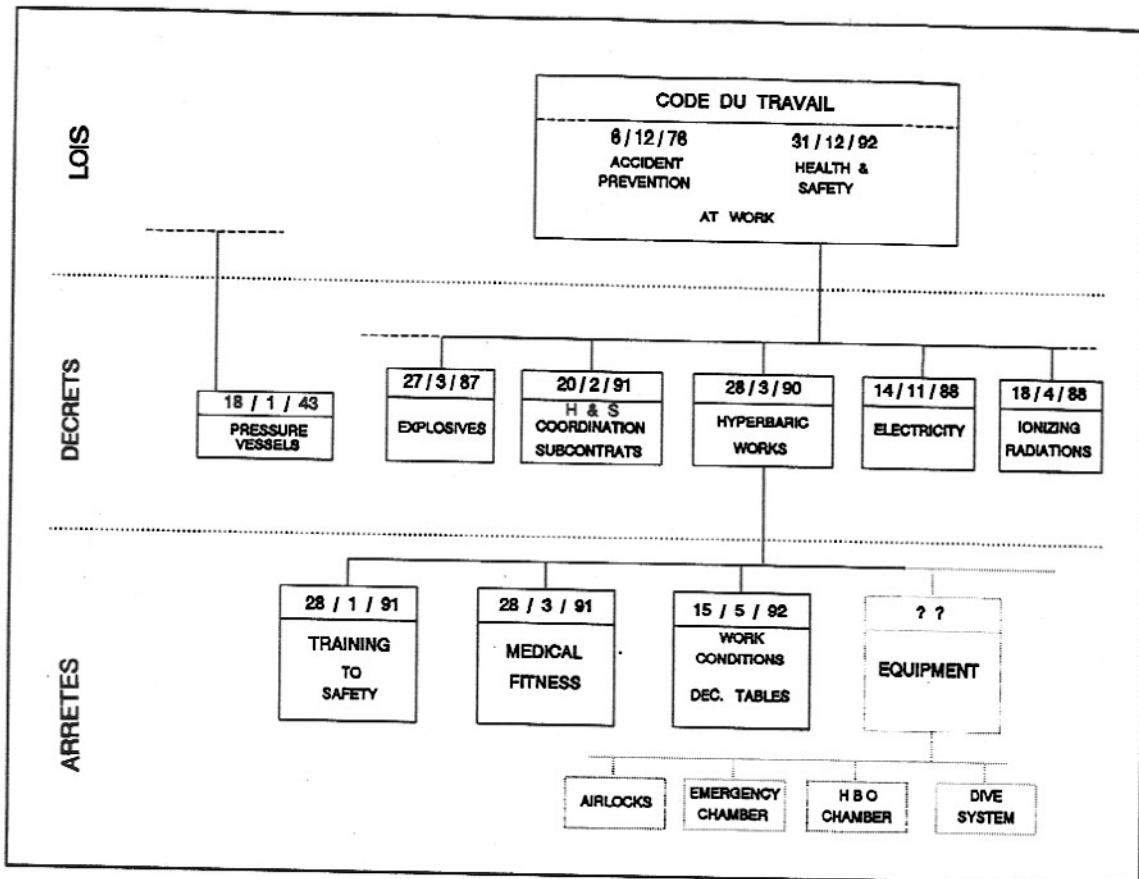 LOIS
CODE DU TRAVAIL
6/12/76
ACCIDENT
PREVENTION
31/12/92
HEALTH &
SAFETY
AT WORK
DECRETS
18 / 1 / 43
PRESSURE
VESSELS
27/3/87
EXPLOSIVES
20/2/91
H & S
COORDINATION
SUBCONTRATS
28/3/90
HYPERBARIC
WORKS
14/11/88
ELECTRICITY
18/4/88
IONIZING
RADIATIONS
ARRETES
28 / 1 / 91
TRAINING
TO
SAFETY
28 / 3 / 91
MEDICAL
FITNESS
15 / 5 / 92
WORK
CONDITIONS
DEC. TABLES
? ?
EQUIPMENT
AIRLOCKS
EMERGENCY
CHAMBER
H B O
CHAMBER
DIVE
SYSTEM